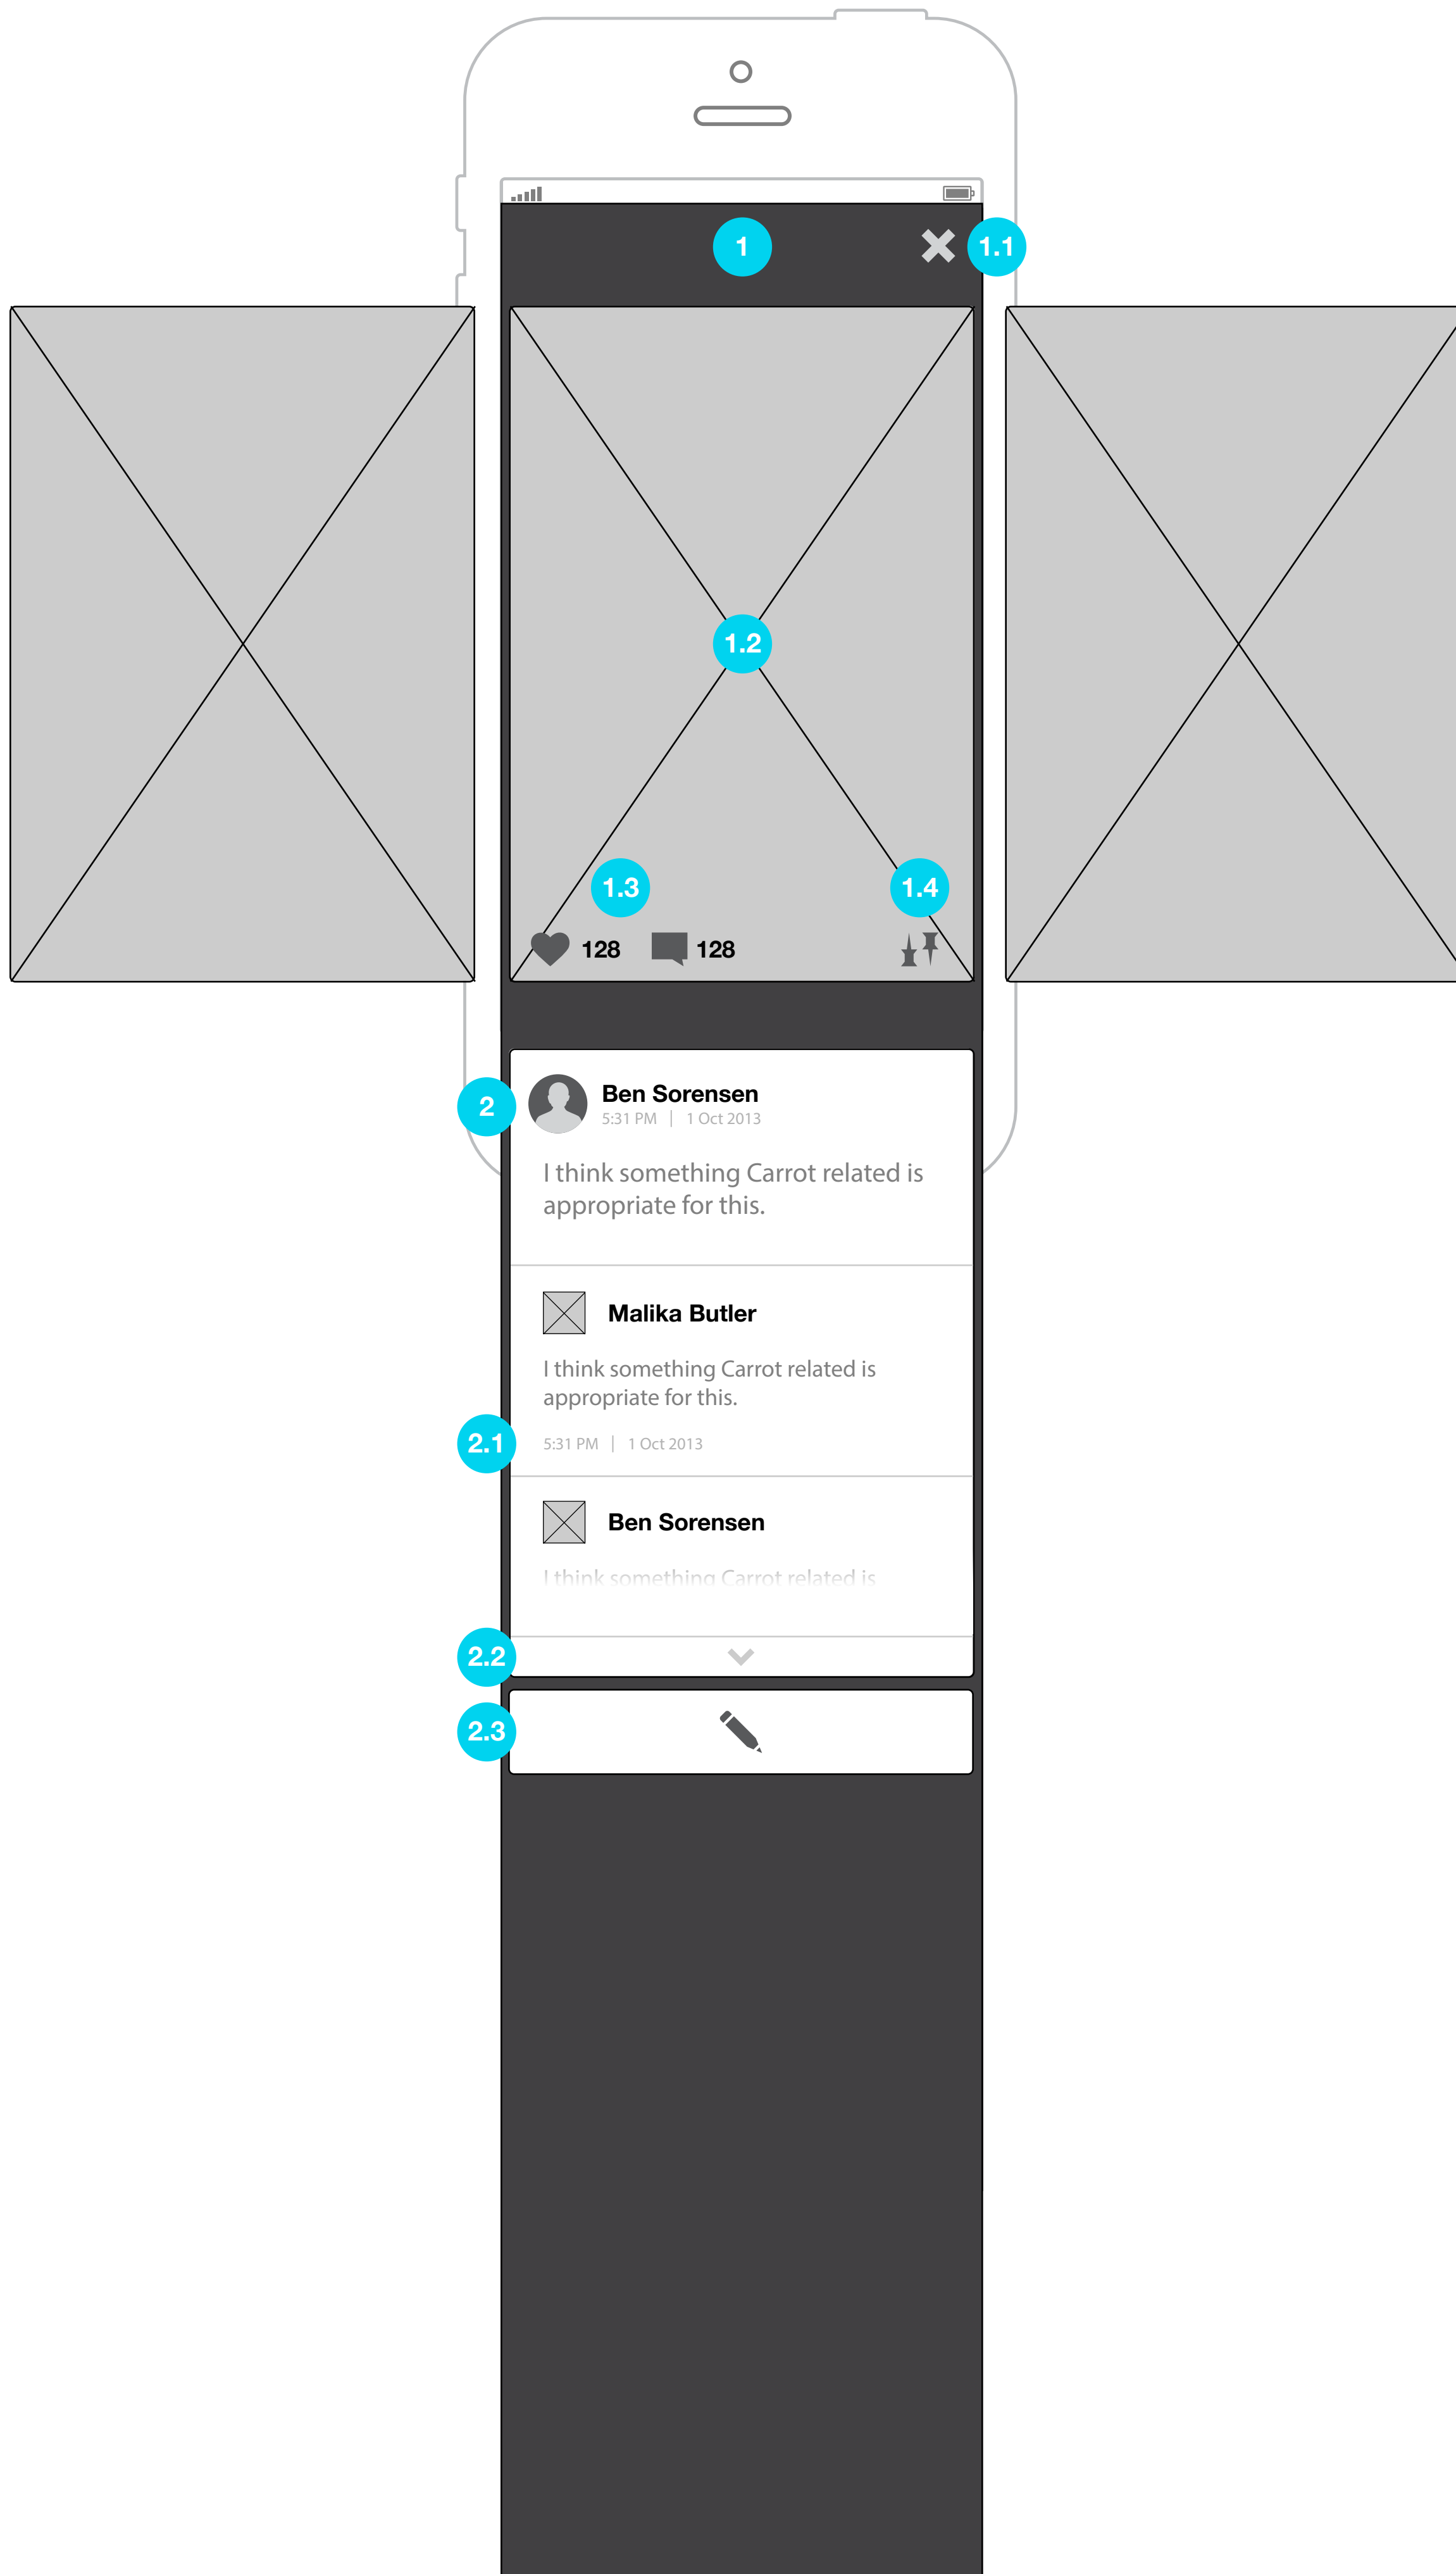 1
1.1
1.2
1.3
1.4
128
128
2
Ben Sorensen
5:31 PM | 1 Oct 2013
I think something Carrot related is
appropriate for this.
Malika Butler
I think something Carrot related is
appropriate for this.
2.1
5:31 PM | 1 Oct 2013
Ben Sorensen
I think something Carrot related is
2.2
2.3